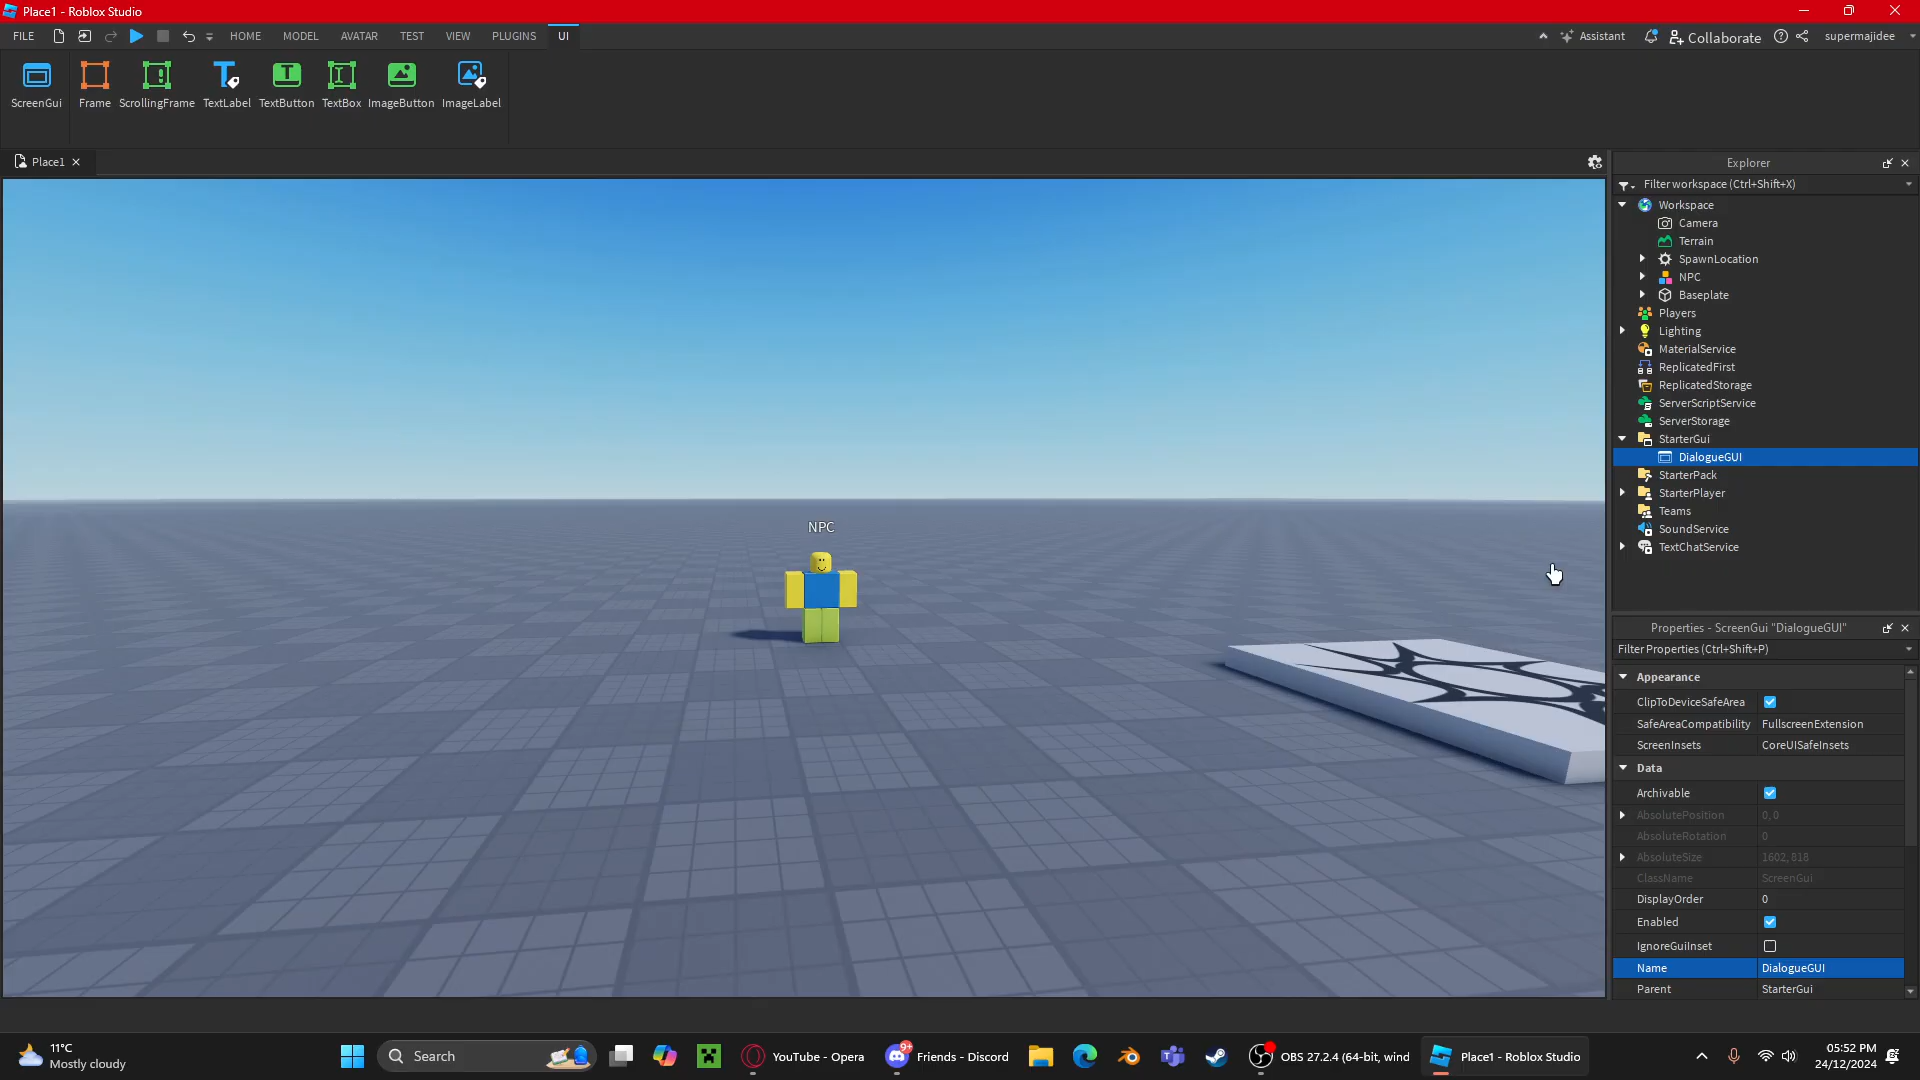 Place1 - Roblox Studio
FILE HOME MODEL AVATAR TEST VIEW PLUGINS UI Assistant Collaborate supermajidee
ScreenGui Frame ScrollingFrame TextLabel TextButton TextBox ImageButton ImageLabel
Place1
NPC
Explorer
Filter workspace (Ctrl+Shift+X)
Workspace
Camera
Terrain
SpawnLocation
NPC
Baseplate
Players
Lighting
MaterialService
ReplicatedFirst
ReplicatedStorage
ServerScriptService
ServerStorage
StarterGui
DialogueGUI
StarterPack
StarterPlayer
Teams
SoundService
TextChatService
Properties - ScreenGui "DialogueGUI"
Filter Properties (Ctrl+Shift+P)
Appearance
ClipToDeviceSafeArea
SafeAreaCompatibility FullscreenExtension
ScreenInsets CoreUISafeInsets
Data
Archivable
AbsolutePosition 0, 0
AbsoluteRotation 0
AbsoluteSize 1602, 818
ClassName ScreenGui
DisplayOrder 0
Enabled
IgnoreGuiInset
Name DialogueGUI
Parent StarterGui
11°C
Mostly cloudy
Search
YouTube - Opera
9+
Friends - Discord
OBS 27.2.4 (64-bit, wind
Place1 - Roblox Studio
05:52 PM
24/12/2024